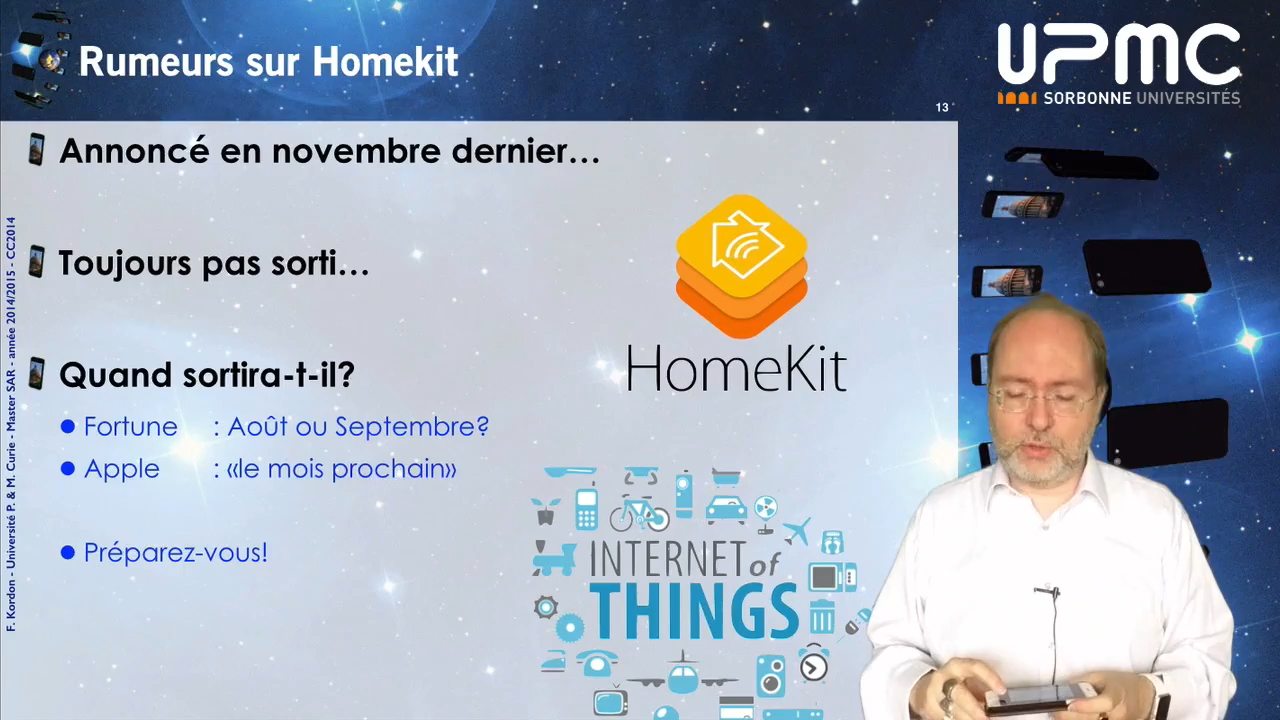 Rumeurs sur Homekit
UPMC
SORBONNE UNIVERSITÉS
13
Annoncé en novembre dernier…
Toujours pas sorti…
Quand sortira-t-il?
Fortune : Août ou Septembre?
Apple : «le mois prochain»
Préparez-vous!
HomeKit
INTERNET of
THINGS
F. Kordon - Université P. & M. Curie - Master SAR - année 2014/2015 - CC2014